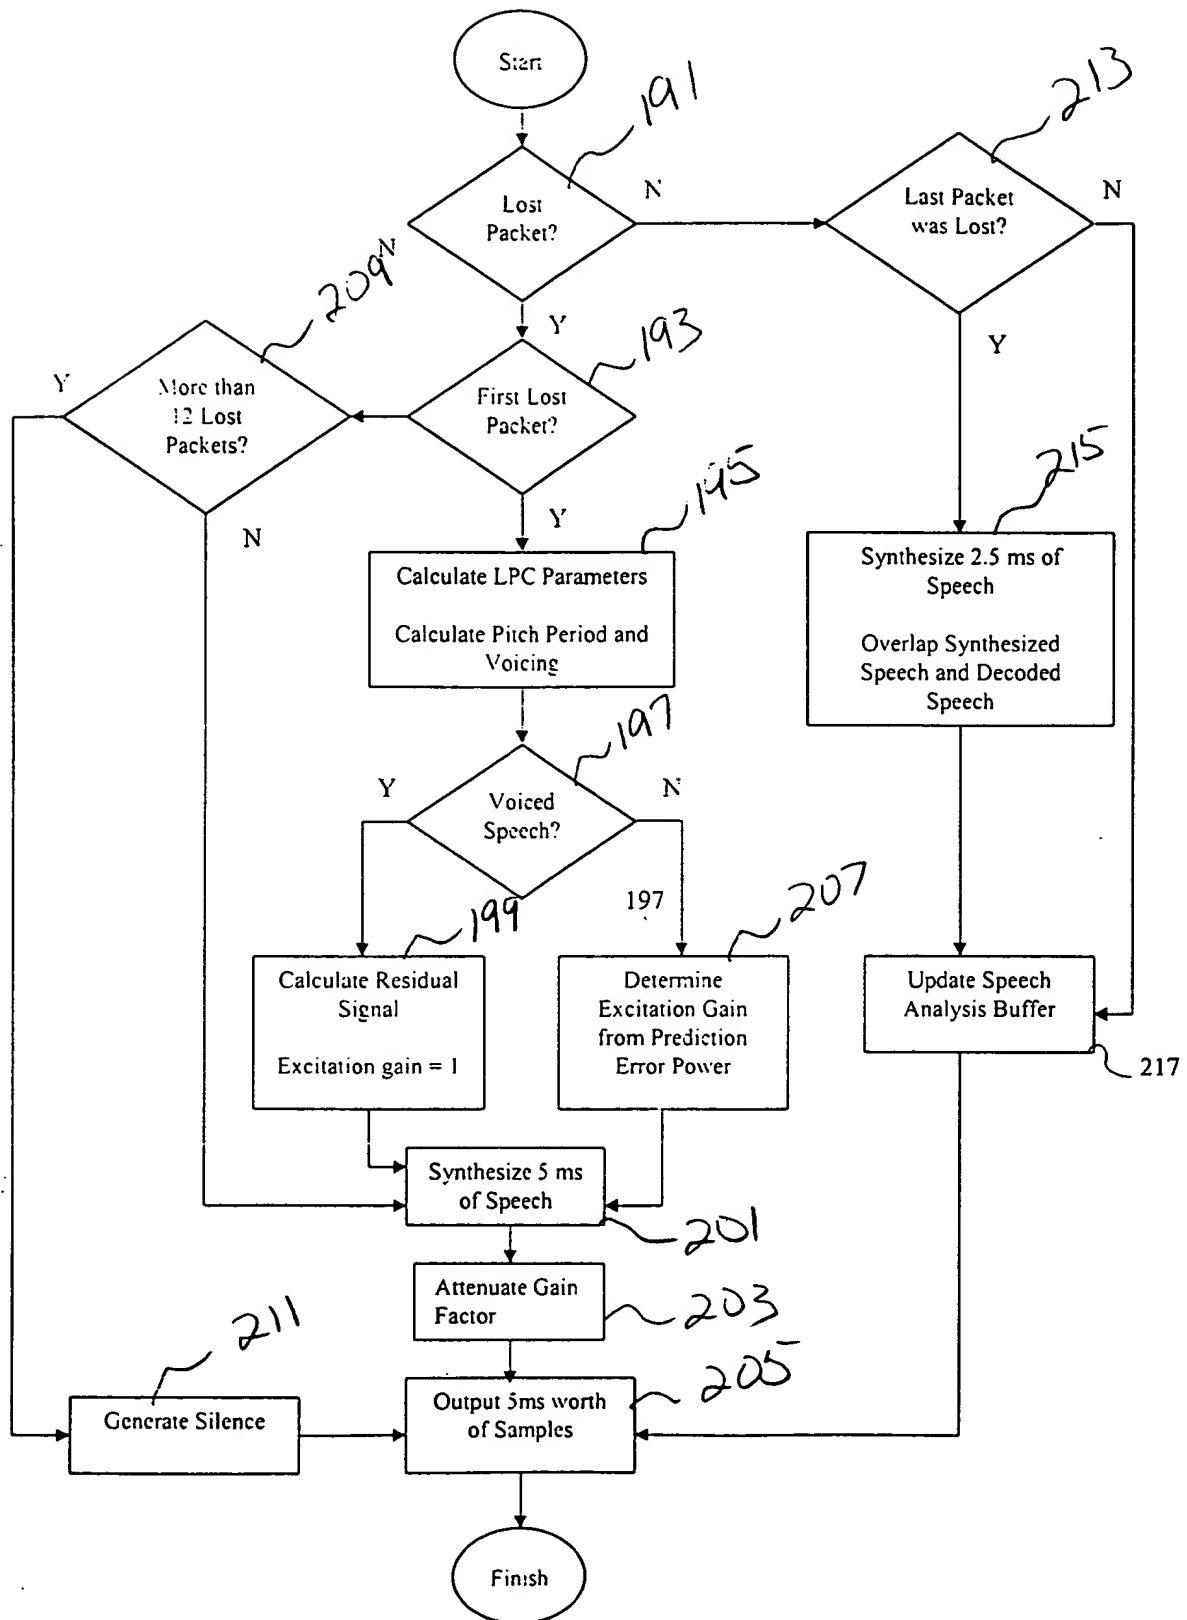 Start
191
213
Lost
Packet?
N
Last Packet
was Lost?
N
N
209
Y
193
Y
Y
More than
12 Lost
Packets?
First Lost
Packet?
195
215
N
Y
Calculate LPC Parameters
Calculate Pitch Period and
Voicing
Synthesize 2.5 ms of
Speech
Overlap Synthesized
Speech and Decoded
Speech
197
Y
N
Voiced
Speech?
199
197
207
Calculate Residual
Signal
Excitation gain = 1
Determine
Excitation Gain
from Prediction
Error Power
Update Speech
Analysis Buffer
217
Synthesize 5 ms
of Speech
201
Attenuate Gain
Factor
203
211
205
Generate Silence
Output 5ms worth
of Samples
Finish